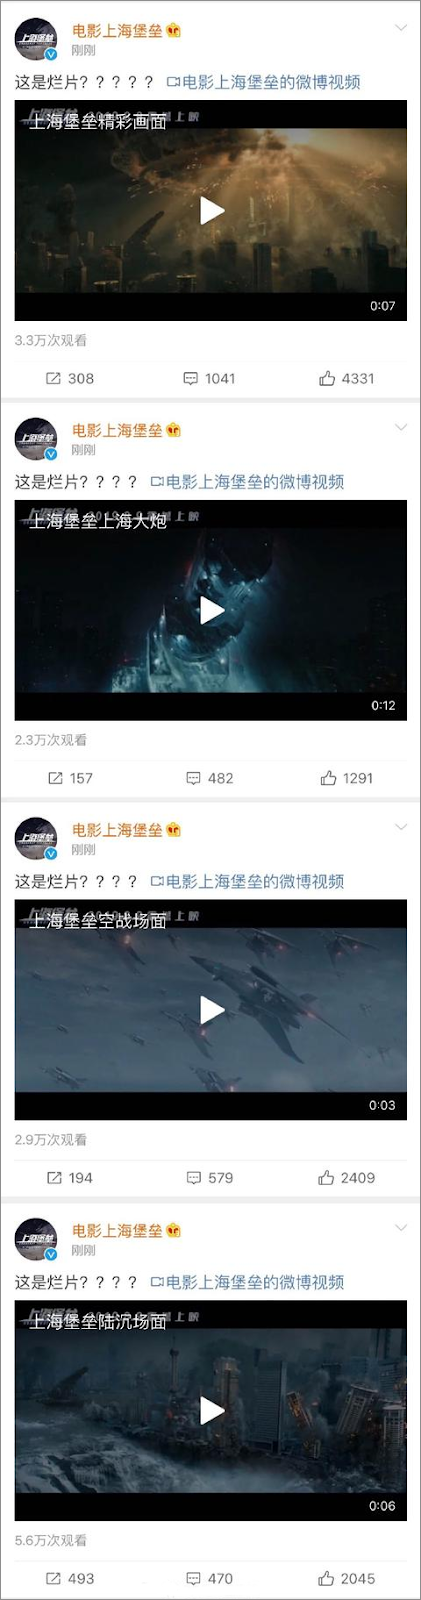 电影上海堡垒
刚刚
这是烂片？？？？？ 电影上海堡垒的微博视频
上海堡垒精彩画面
0:07
3.3万次观看
308 1041 4331
电影上海堡垒
刚刚
这是烂片？？？？ 电影上海堡垒的微博视频
上海堡垒上海大炮
0:12
2.3万次观看
157 482 1291
电影上海堡垒
刚刚
这是烂片？？？？ 电影上海堡垒的微博视频
上海堡垒空战场面
0:03
2.9万次观看
194 579 2409
电影上海堡垒
刚刚
这是烂片？？？？ 电影上海堡垒的微博视频
上海堡垒陆沉场面
0:06
5.6万次观看
493 470 2045